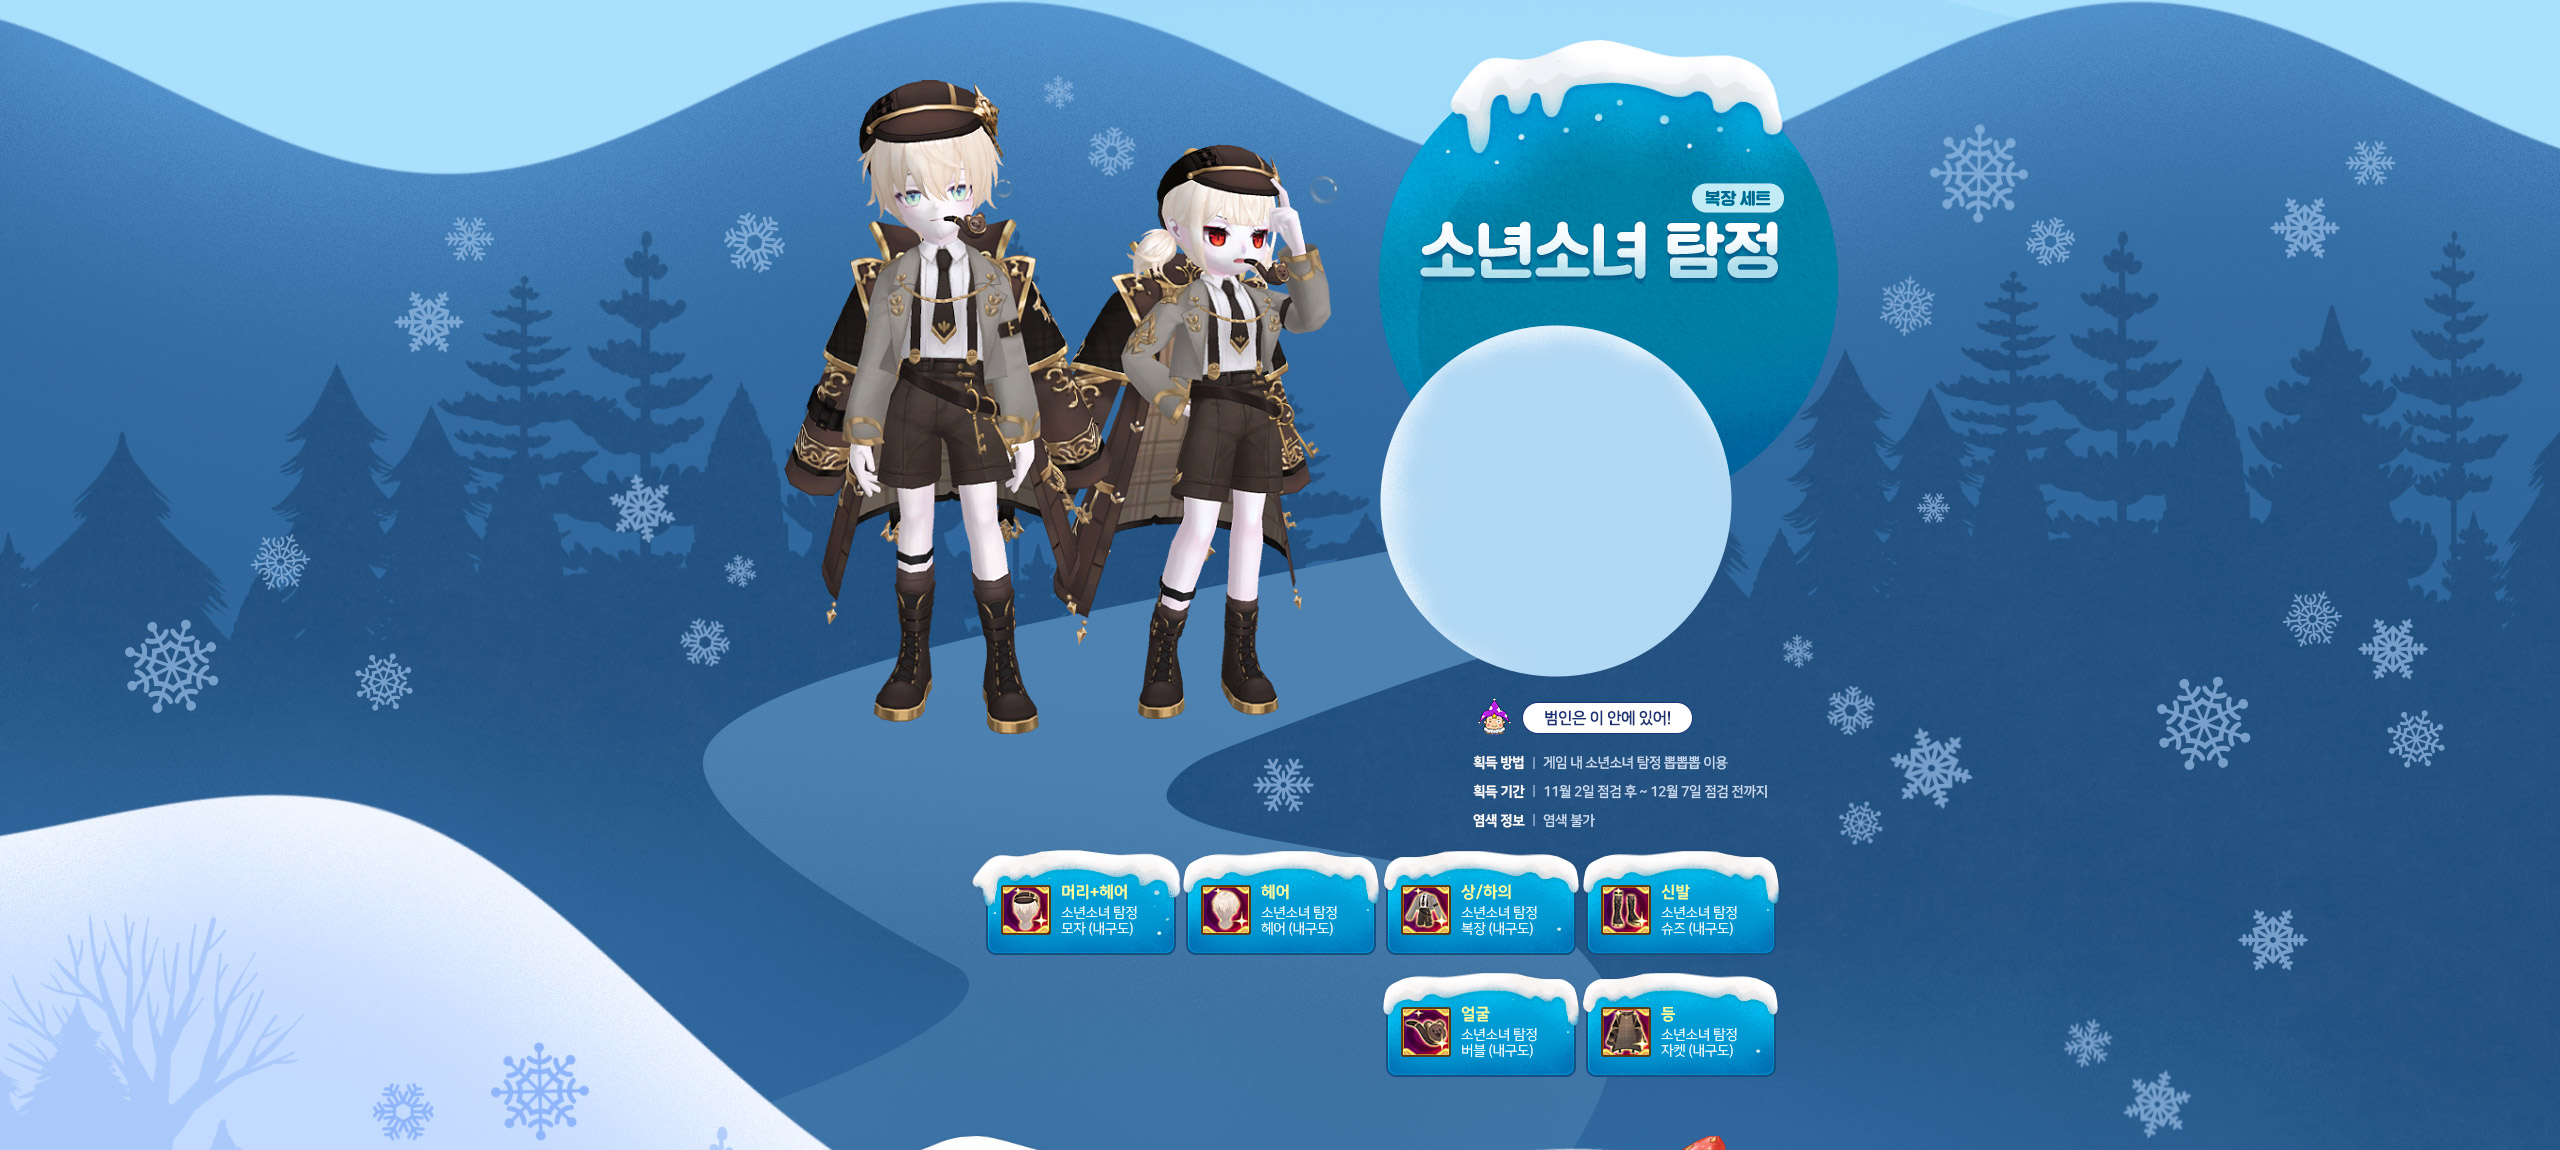 복장 세트
소년소녀 탐정
범인은 이 안에 있어!
획득 방법 | 게임 내 소년소녀 탐정 뽑뽑뽑 이용
획득 기간 | 11월 2일 점검 후 ~ 12월 7일 점검 전까지
염색 정보 | 염색 불가
머리+헤어
소년소녀 탐정
모자 (내구도)
헤어
소년소녀 탐정
헤어 (내구도)
상/하의
소년소녀 탐정
복장 (내구도)
신발
소년소녀 탐정
슈즈 (내구도)
얼굴
소년소녀 탐정
버블 (내구도)
등
소년소녀 탐정
자켓 (내구도)